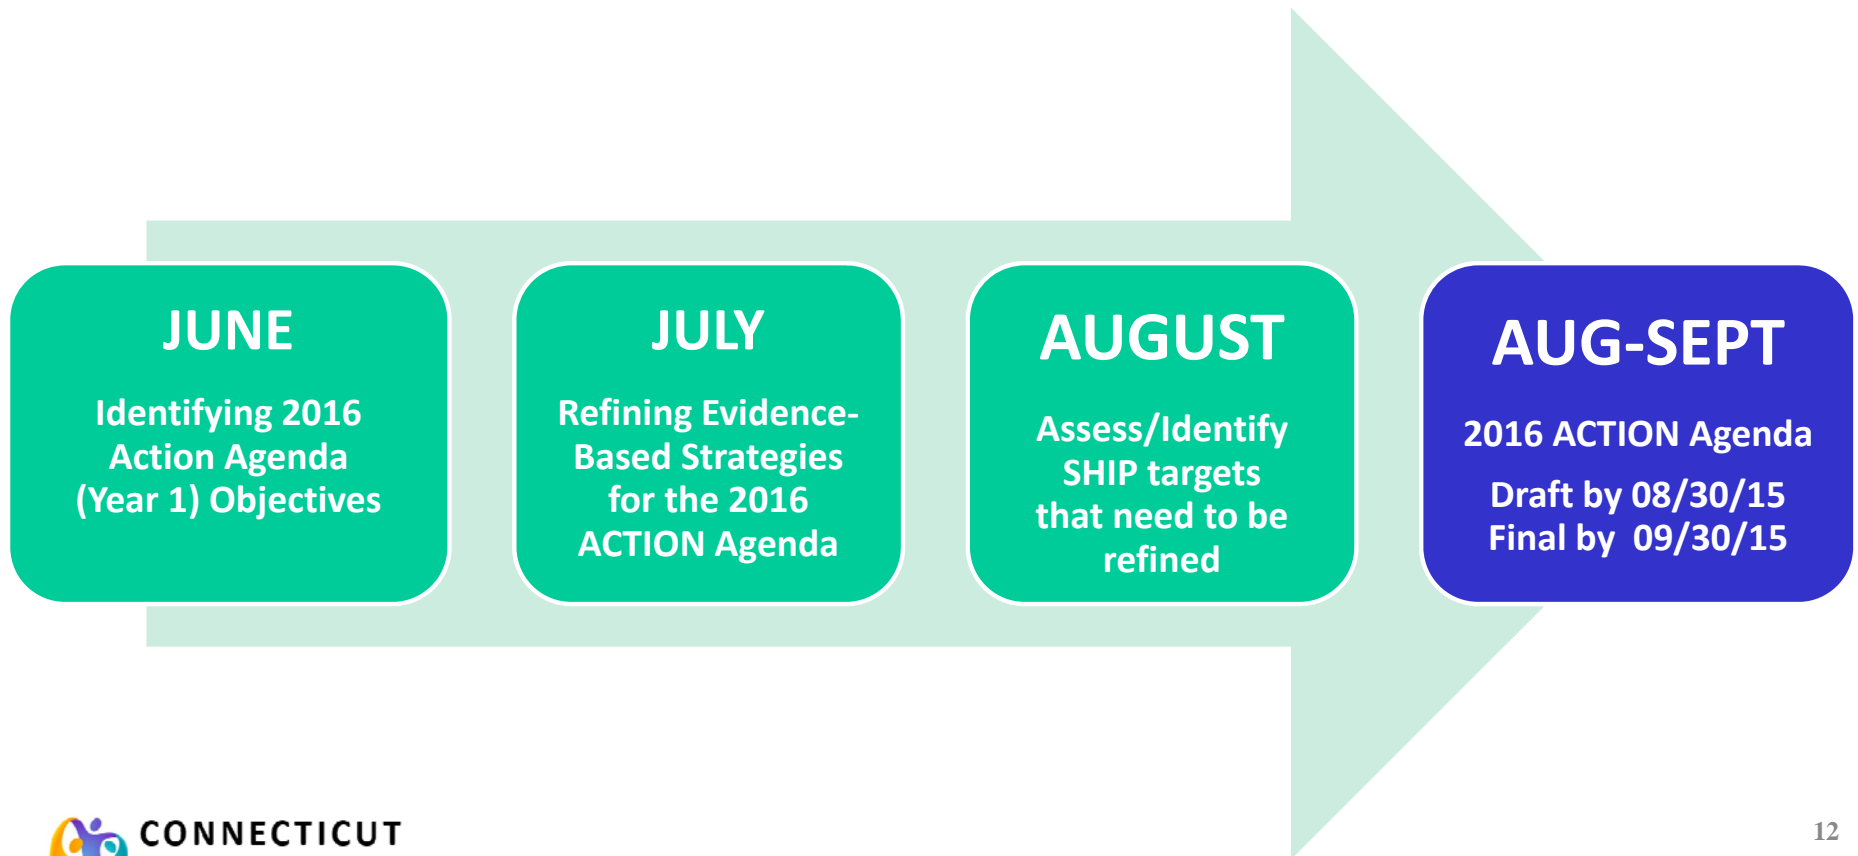 JUNE
Identifying 2016
Action Agenda
(Year 1) Objectives
JULY
Refining Evidence-
Based Strategies
for the 2016
ACTION Agenda
AUGUST
Assess/Identify
SHIP targets
that need to be
refined
AUG-SEPT
2016 ACTION Agenda
Draft by 08/30/15
Final by 09/30/15
CONNECTICUT
12